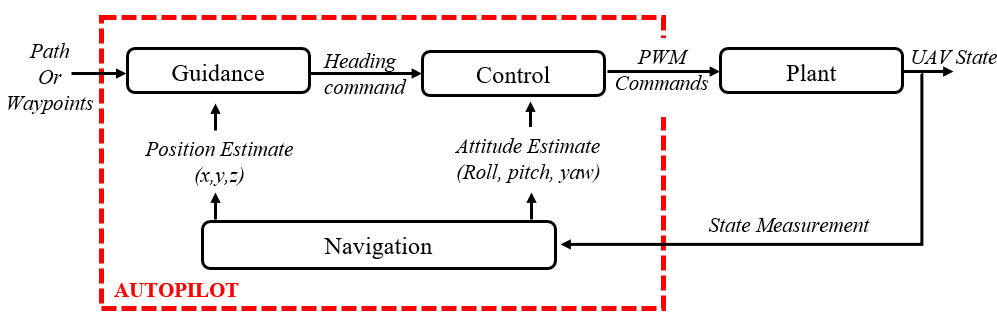 Path
Or
Waypoints
Guidance
Heading
command
Control
PWM
Commands
Plant
UAV State
Position Estimate
(x,y,z)
Attitude Estimate
(Roll, pitch, yaw)
State Measurement
Navigation
AUTOPILOT